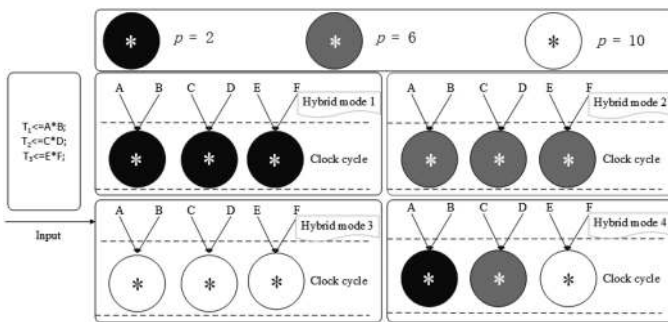 * p = 2 * p = 6 * p = 10
T₁<=A*B;
T₂<=C*D;
T₃<=E*F;
Input
A B C D E F
Hybrid mode 1
* * * Clock cycle
A B C D E F
Hybrid mode 2
* * * Clock cycle
A B C D E F
Hybrid mode 3
* * * Clock cycle
A B C D E F
Hybrid mode 4
* * * Clock cycle